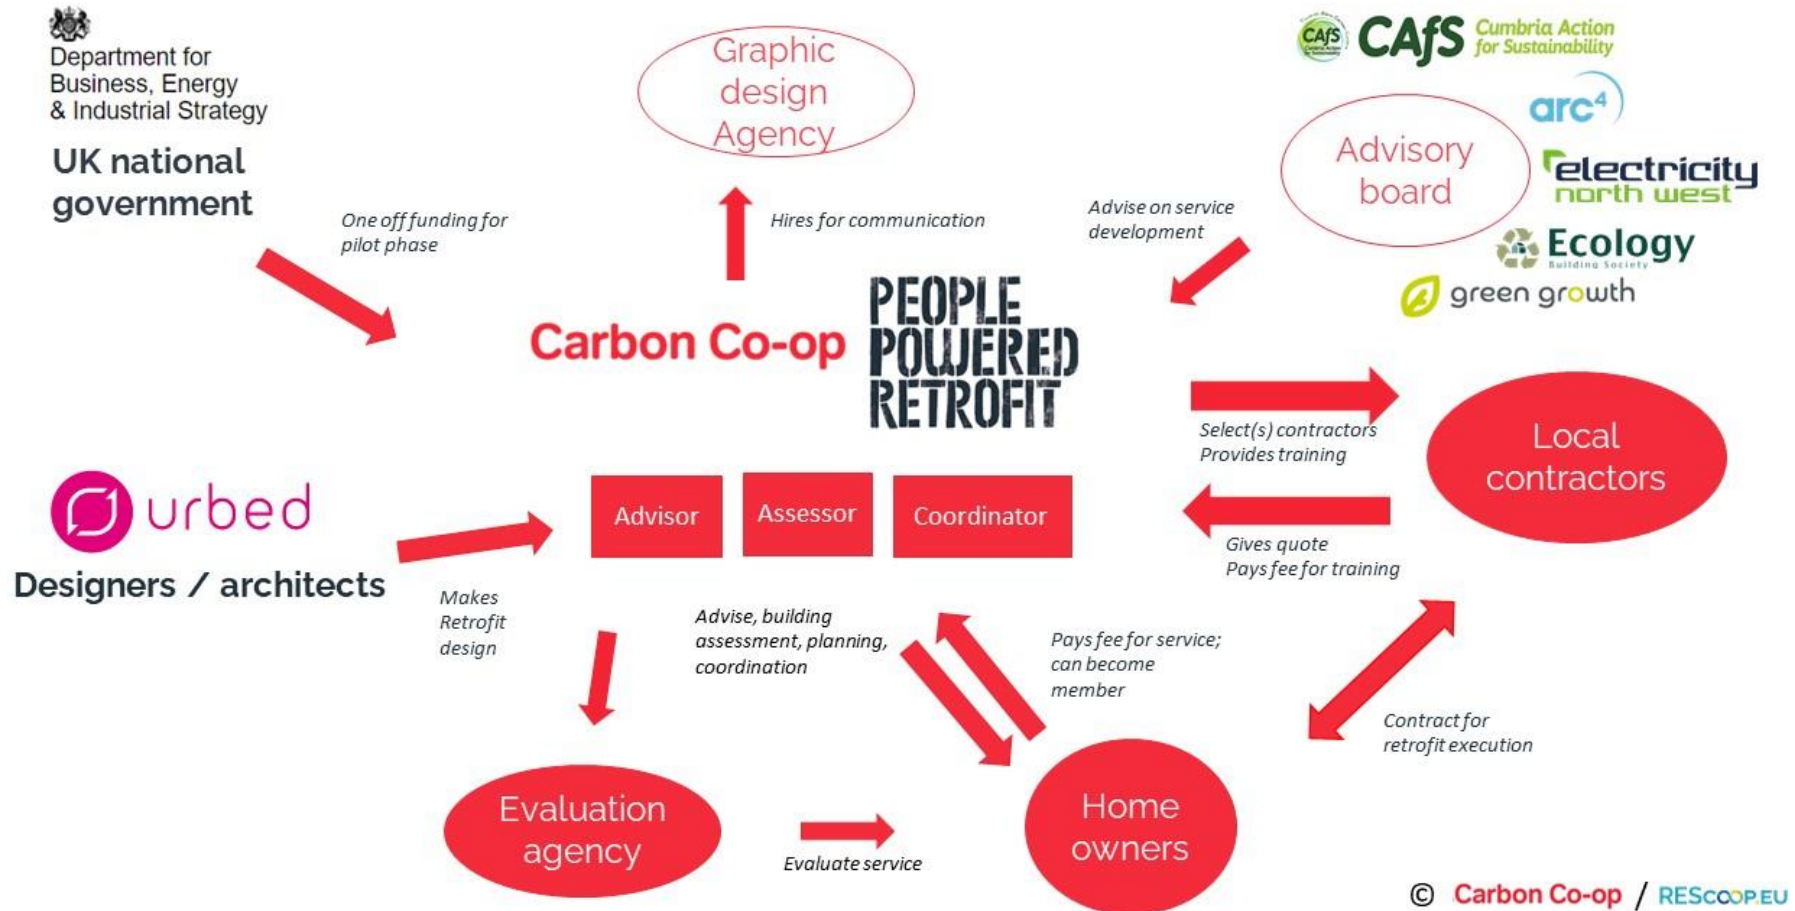 Department for
Business, Energy
& Industrial Strategy
UK national
government
One off funding for
pilot phase
Graphic
design
Agency
Hires for communication
CAfS
CAfS
Cumbria Action
for Sustainability
arc⁴
Advisory
board
electricity
north west
Ecology
Building Society
green growth
Advise on service
development
Carbon Co-op
PEOPLE
POWERED
RETROFIT
Select(s) contractors
Provides training
Local
contractors
Gives quote
Pays fee for training
urbed
Designers / architects
Makes
Retrofit
design
Advisor
Assessor
Coordinator
Advise, building
assessment, planning,
coordination
Pays fee for service;
can become
member
Contract for
retrofit execution
Evaluation
agency
Evaluate service
Home
owners
© Carbon Co-op / REScoop.EU